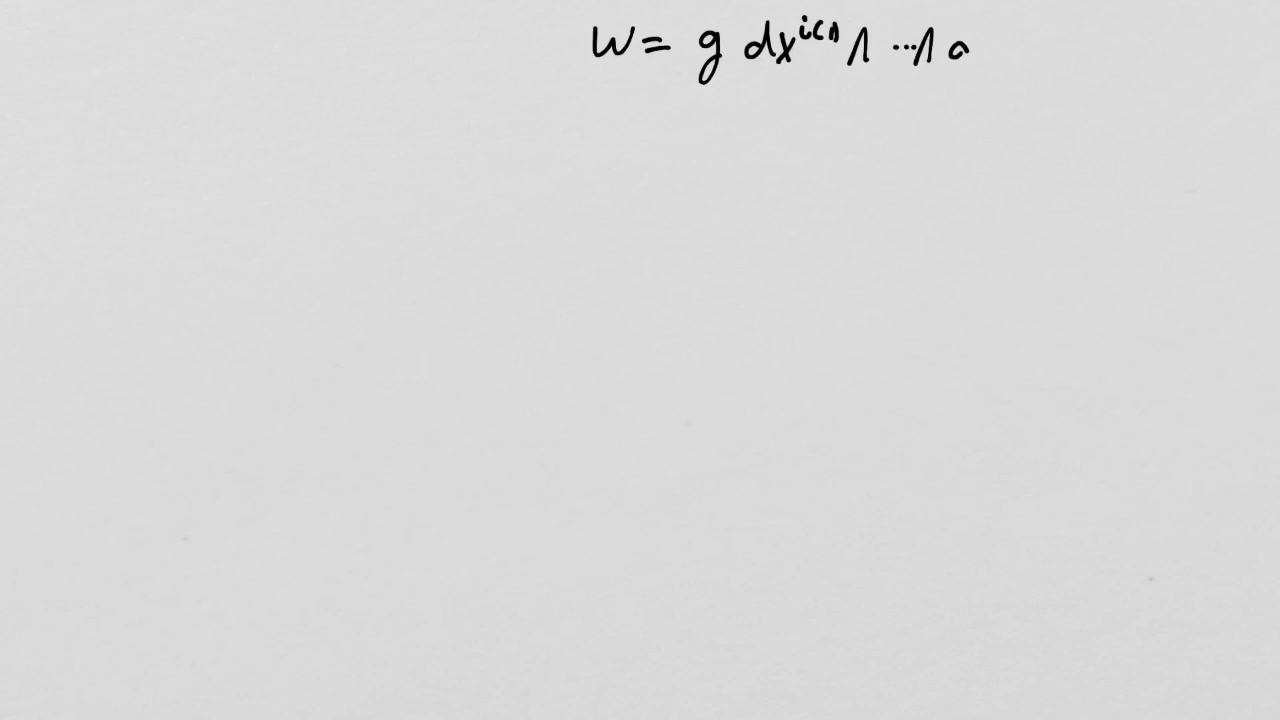 W= g dx^{i(1} ∧ ...∧